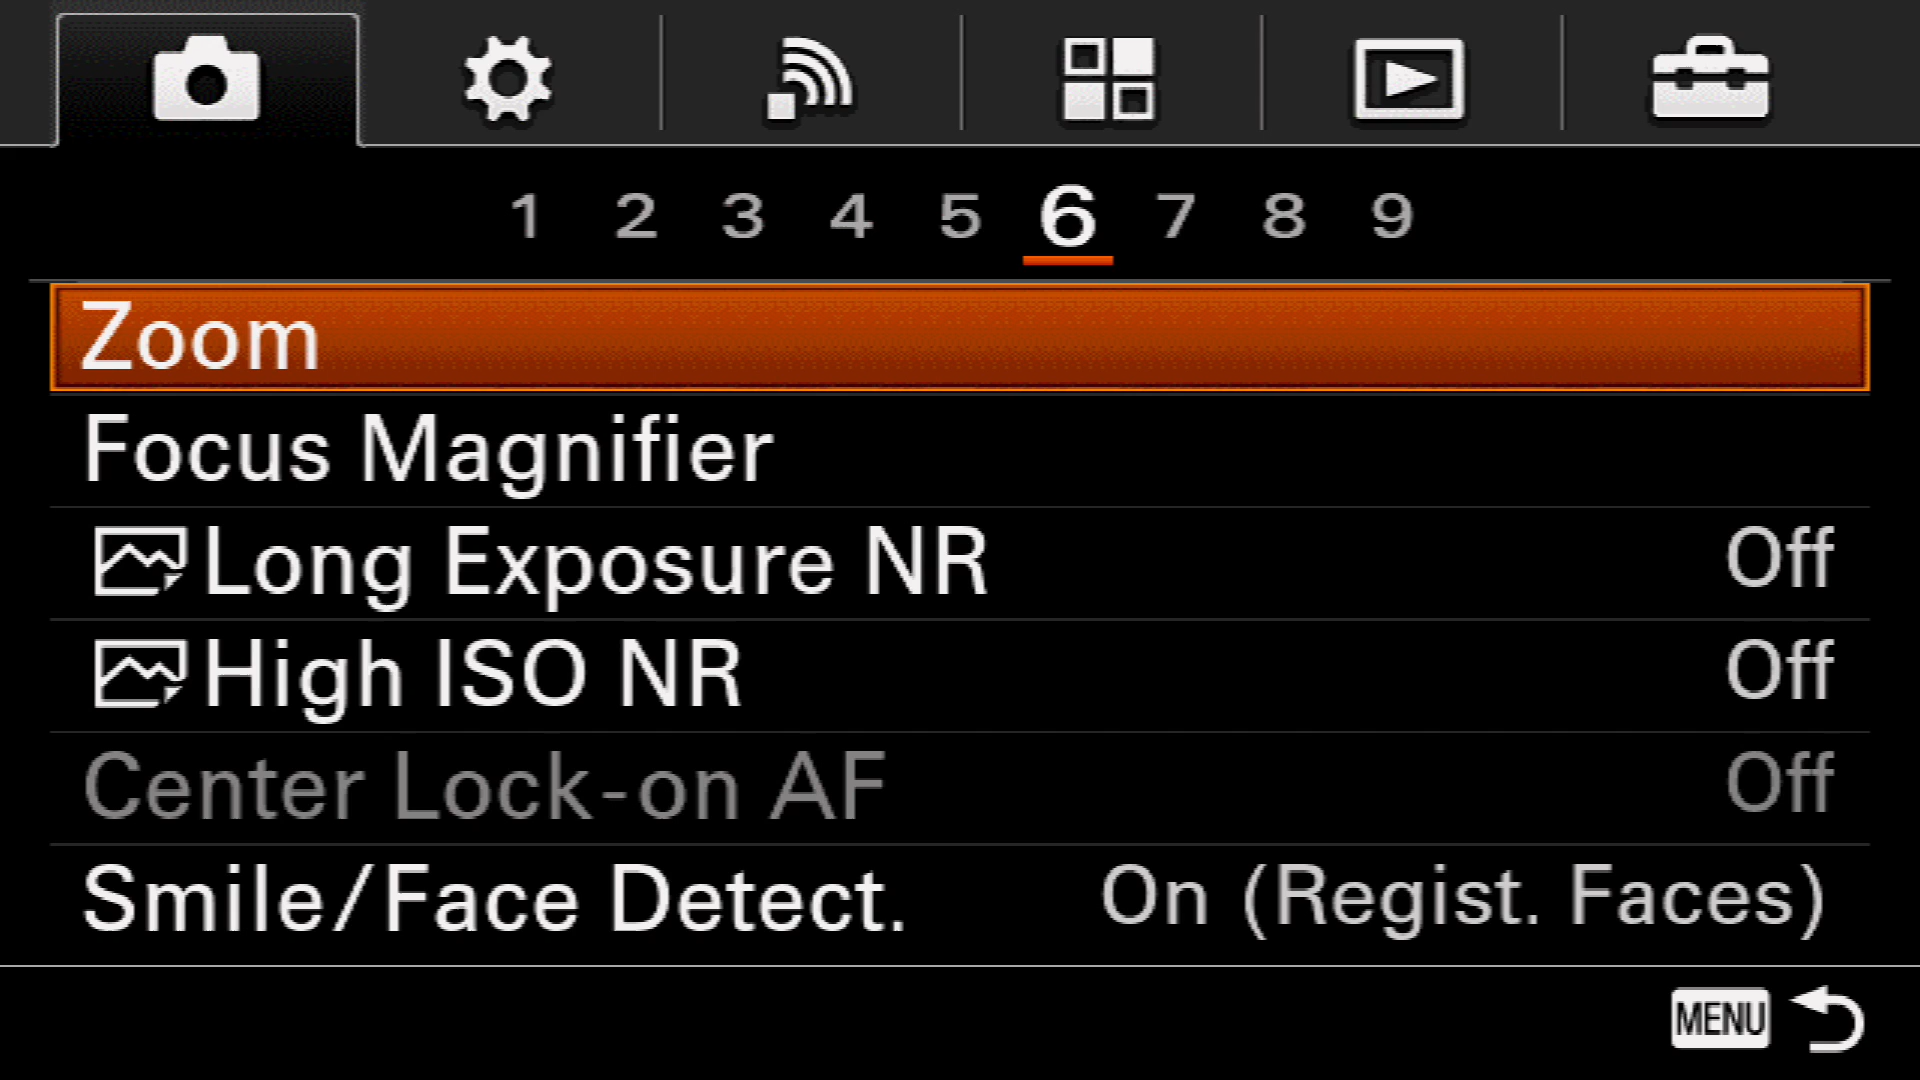 1 2 3 4 5 6 7 8 9
Zoom
Focus Magnifier
Long Exposure NR Off
High ISO NR Off
Center Lock-on AF Off
Smile/Face Detect. On (Regist. Faces)
MENU